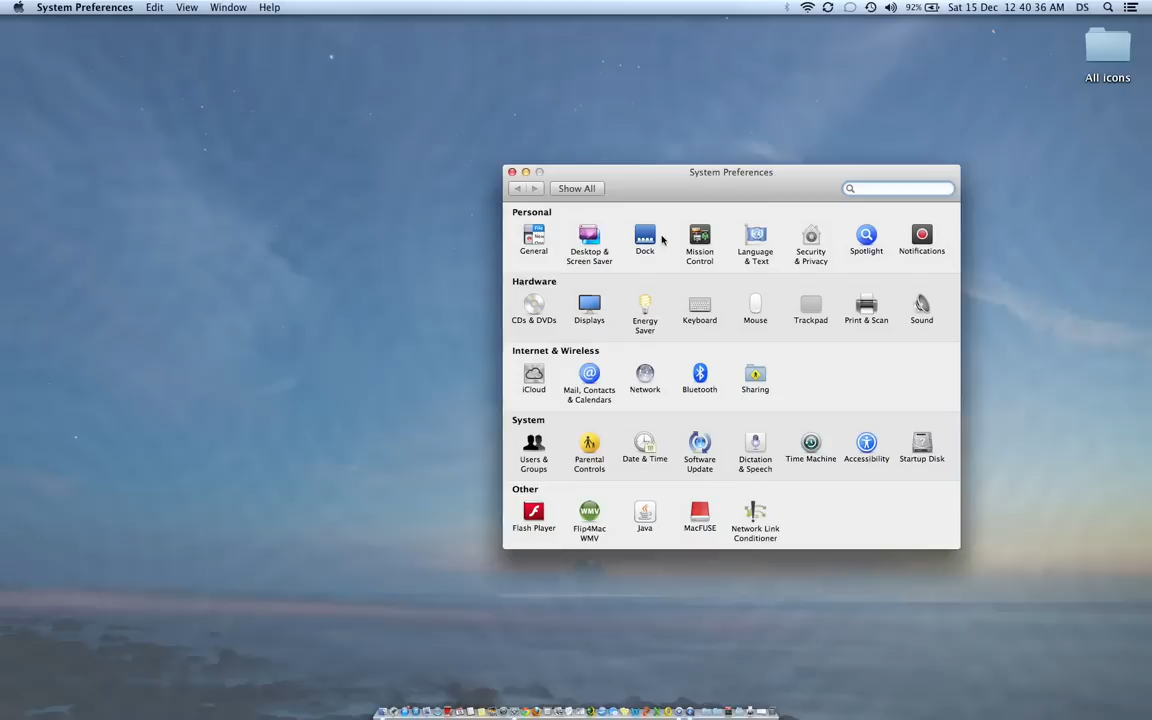 System Preferences Edit View Window Help 92% Sat 15 Dec 12 40 36 AM DS
All icons
System Preferences
Show All
Personal
General
Desktop &
Screen Saver
Dock
Mission
Control
Language
& Text
Security
& Privacy
Spotlight
Notifications
Hardware
CDs & DVDs
Displays
Energy
Saver
Keyboard
Mouse
Trackpad
Print & Scan
Sound
Internet & Wireless
iCloud
Mail, Contacts
& Calendars
Network
Bluetooth
Sharing
System
Users &
Groups
Parental
Controls
Date & Time
Software
Update
Dictation
& Speech
Time Machine
Accessibility
Startup Disk
Other
Flash Player
WMV
Flip4Mac
WMV
Java
MacFUSE
Network Link
Conditioner